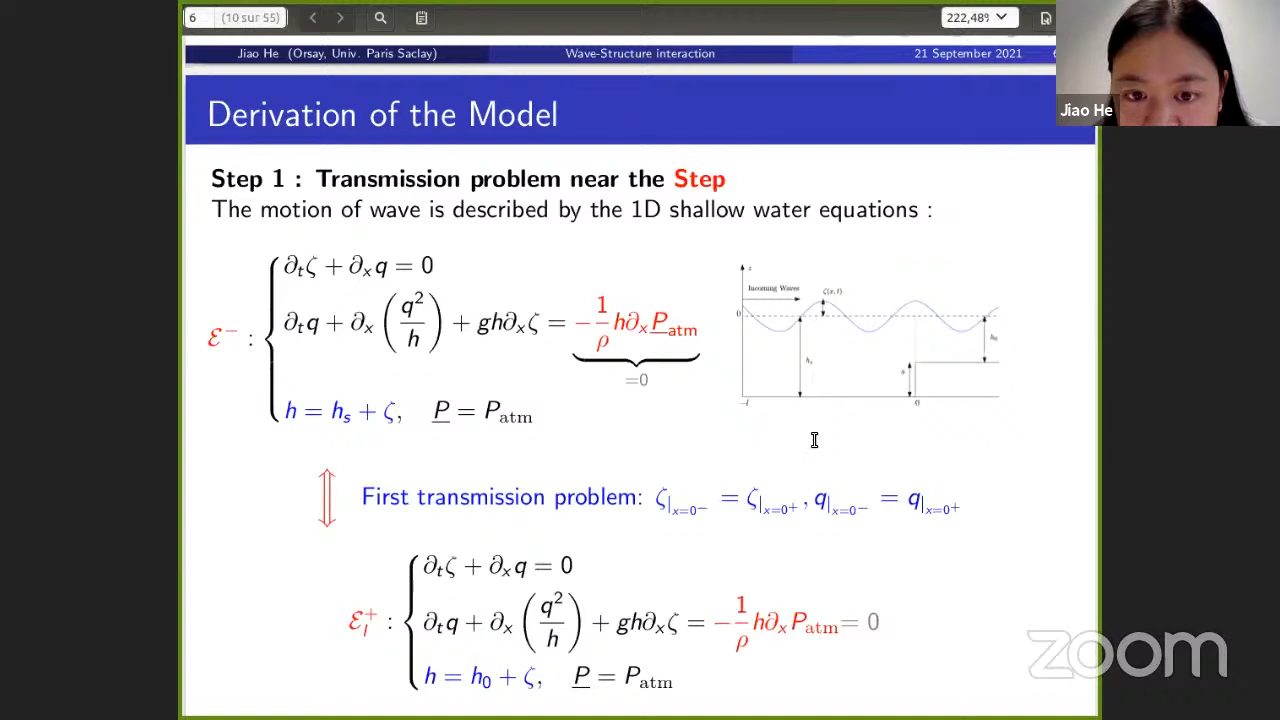 6 (10 sur 55) 222,48%
Jiao He (Orsay, Univ. Paris Saclay) Wave-Structure interaction 21 September 2021
Jiao He
Derivation of the Model
Step 1 : Transmission problem near the Step
The motion of wave is described by the 1D shallow water equations :
∂ₜζ + ∂ₓq = 0
ℰ⁻ : ∂ₜq + ∂ₓ(q²/h) + gh∂ₓζ = −1/ρ h∂ₓP_atm
=0
h = hₛ + ζ, P = P_atm
z
Incoming Waves
ζ(x,t)
0
h₀
hₛ
s
−l 0
First transmission problem: ζ|ₓ₌₀₋ = ζ|ₓ₌₀₊ , q|ₓ₌₀₋ = q|ₓ₌₀₊
∂ₜζ + ∂ₓq = 0
ℰₗ⁺ : ∂ₜq + ∂ₓ(q²/h) + gh∂ₓζ = −1/ρ h∂ₓP_atm = 0
h = h₀ + ζ, P = P_atm
zoom